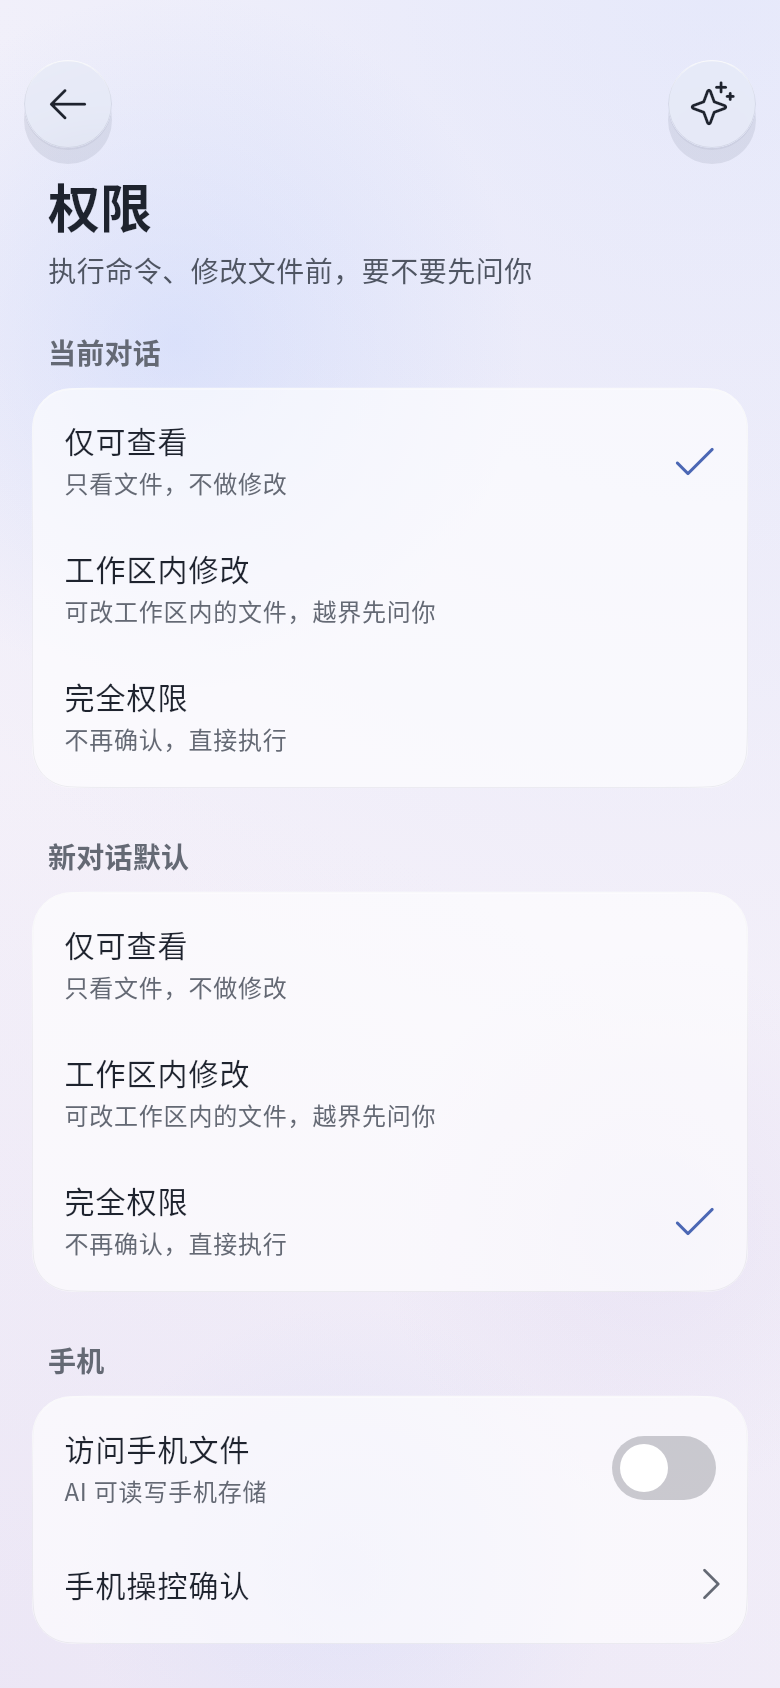 权限
执行命令、修改文件前，要不要先问你
当前对话
仅可查看
只看文件，不做修改
工作区内修改
可改工作区内的文件，越界先问你
完全权限
不再确认，直接执行
新对话默认
仅可查看
只看文件，不做修改
工作区内修改
可改工作区内的文件，越界先问你
完全权限
不再确认，直接执行
手机
访问手机文件
AI 可读写手机存储
手机操控确认